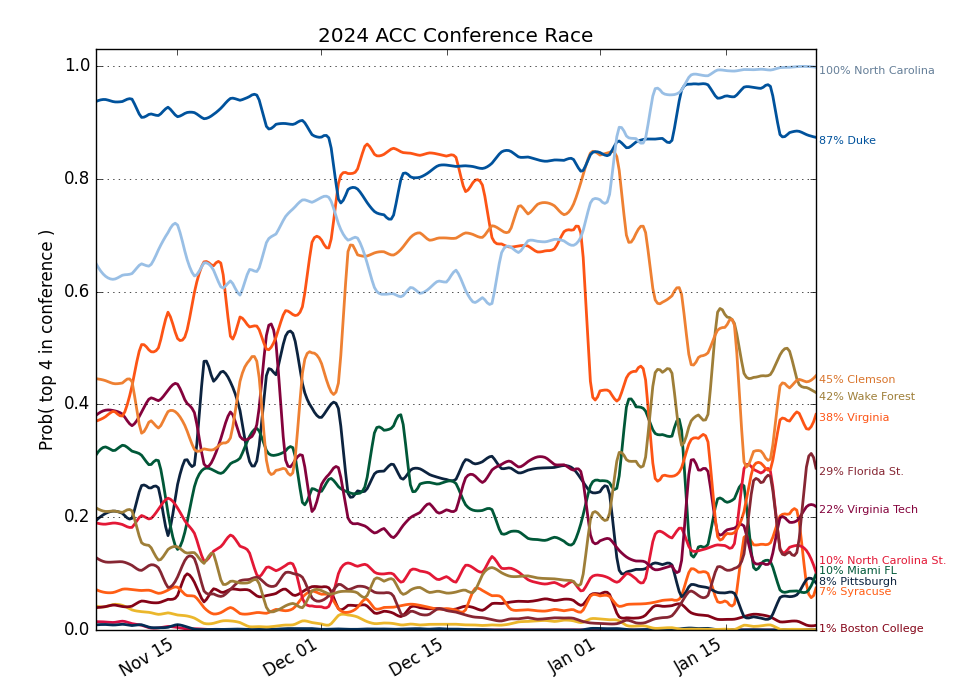 2024 ACC Conference Race
Prob( top 4 in conference )
1.0
0.8
0.6
0.4
0.2
0.0
Nov 15
Dec 01
Dec 15
Jan 01
Jan 15
100% North Carolina
87% Duke
45% Clemson
42% Wake Forest
38% Virginia
29% Florida St.
22% Virginia Tech
10% North Carolina St.
10% Miami FL
8% Pittsburgh
7% Syracuse
1% Boston College